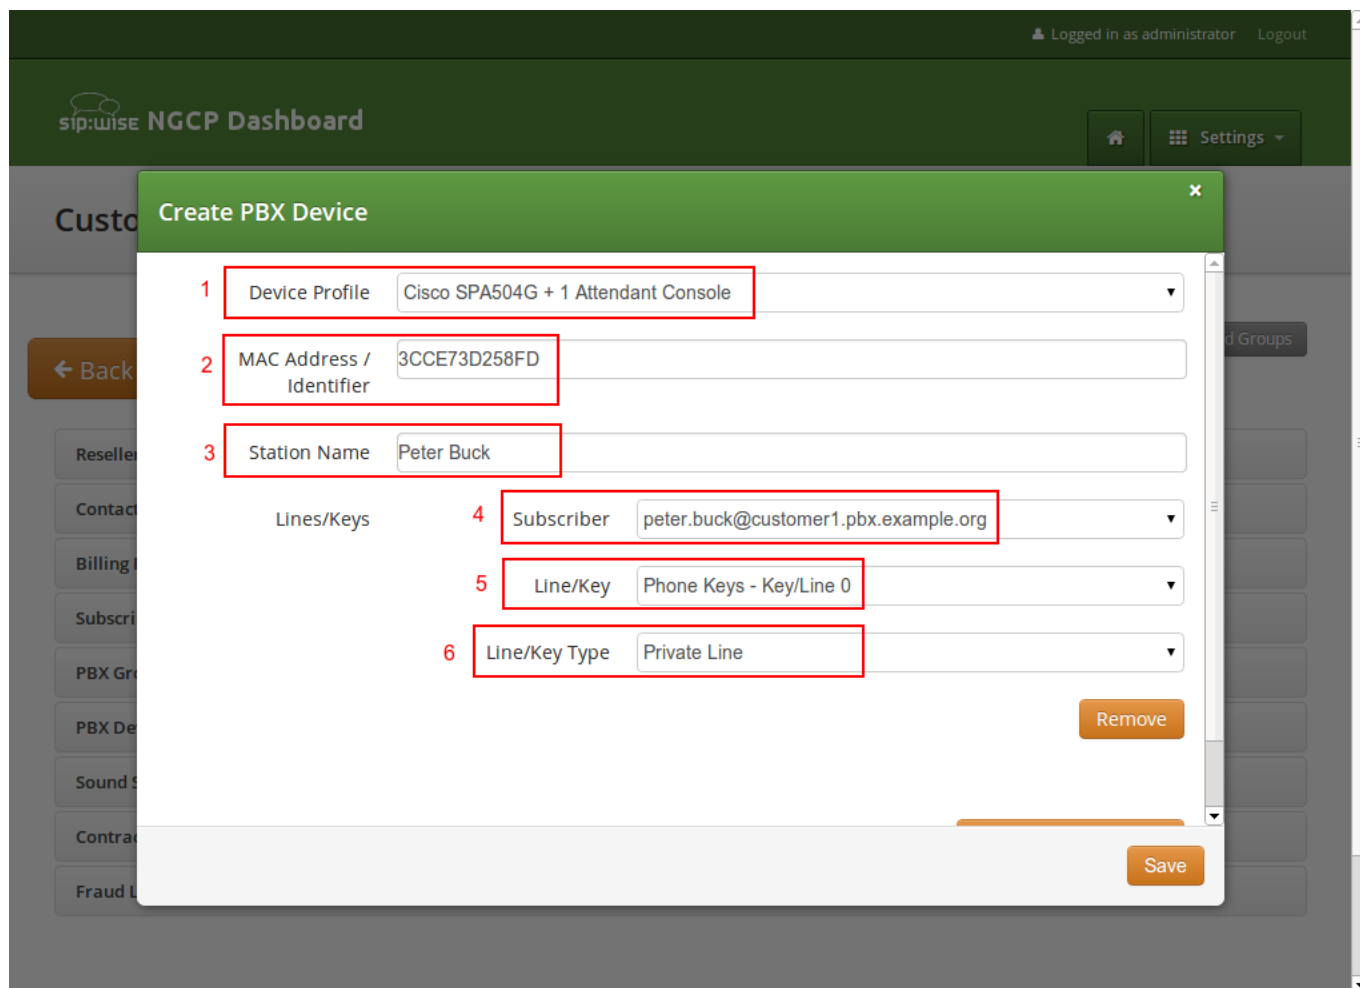 Logged in as administrator Logout
sip:wise NGCP Dashboard
Settings
Custo
Create PBX Device
×
1 Device Profile Cisco SPA504G + 1 Attendant Console
d Groups
Back
2 MAC Address / 3CCE73D258FD
Identifier
3 Station Name Peter Buck
Reseller
Lines/Keys 4 Subscriber peter.buck@customer1.pbx.example.org
Contact
Billing
5 Line/Key Phone Keys - Key/Line 0
Subscri
6 Line/Key Type Private Line
PBX Gro
Remove
PBX De
Sound S
Contrac
Save
Fraud L